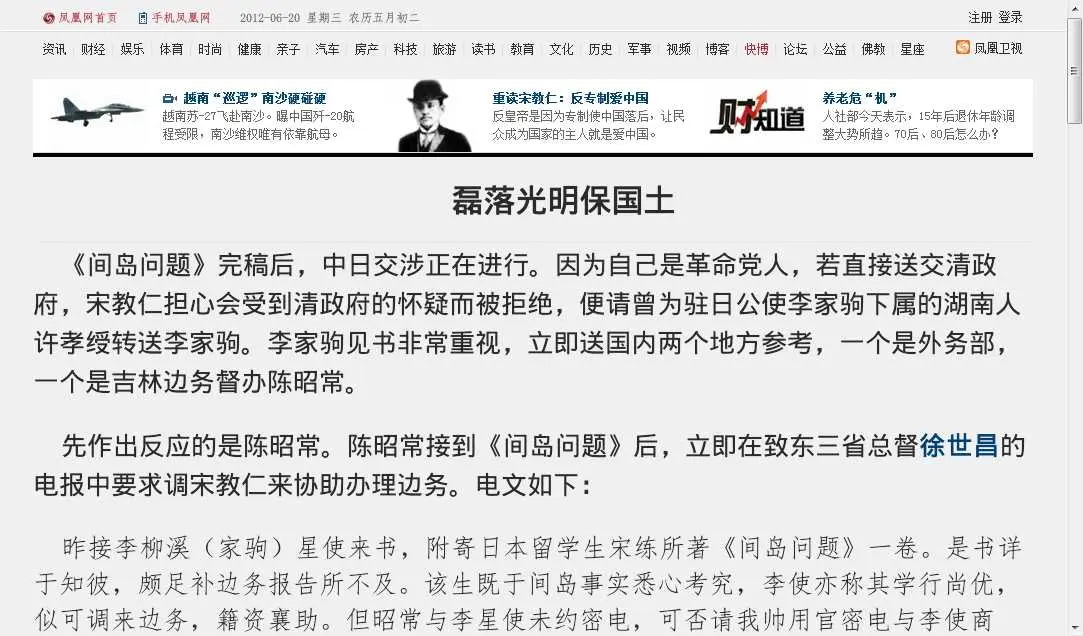 凤凰网首页 手机凤凰网 2012-06-20 星期三 农历五月初二 注册 登录
资讯 财经 娱乐 体育 时尚 健康 亲子 汽车 房产 科技 旅游 读书 教育 文化 历史 军事 视频 博客 快博 论坛 公益 佛教 星座 凤凰卫视
越南“巡逻”南沙硬碰硬
越南苏-27飞赴南沙。曝中国歼-20航
程受限，南沙维权唯有依靠航母。
重读宋教仁：反专制爱中国
反皇帝是因为专制使中国落后，让民
众成为国家的主人就是爱中国。
财知道
养老危“机”
人社部今天表示，15年后退休年龄调
整大势所趋。70后、80后怎么办？
磊落光明保国土
《间岛问题》完稿后，中日交涉正在进行。因为自己是革命党人，若直接送交清政
府，宋教仁担心会受到清政府的怀疑而被拒绝，便请曾为驻日公使李家驹下属的湖南人
许孝绶转送李家驹。李家驹见书非常重视，立即送国内两个地方参考，一个是外务部，
一个是吉林边务督办陈昭常。
先作出反应的是陈昭常。陈昭常接到《间岛问题》后，立即在致东三省总督徐世昌的
电报中要求调宋教仁来协助办理边务。电文如下：
昨接李柳溪（家驹）星使来书，附寄日本留学生宋练所著《间岛问题》一卷。是书详
于知彼，颇足补边务报告所不及。该生既于间岛事实悉心考究，李使亦称其学行尚优，
似可调来边务，籍资襄助。但昭常与李星使未约密电，可否请我帅用官密电与李使商